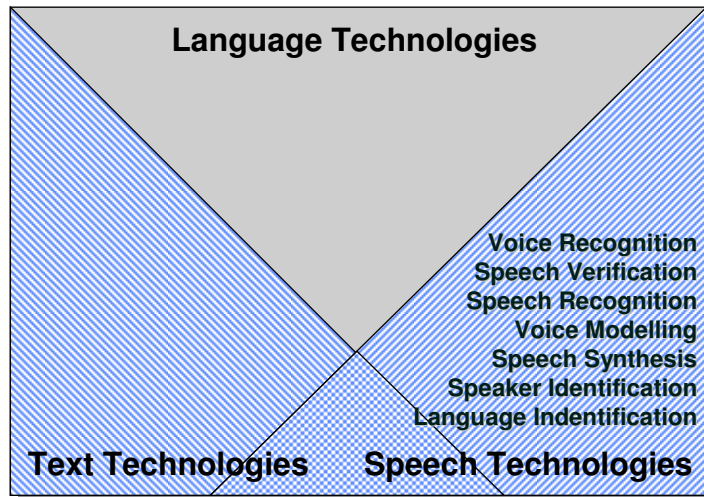 Language Technologies
Voice Recognition
Speech Verification
Speech Recognition
Voice Modelling
Speech Synthesis
Speaker Identification
Language Indentification
Text Technologies
Speech Technologies